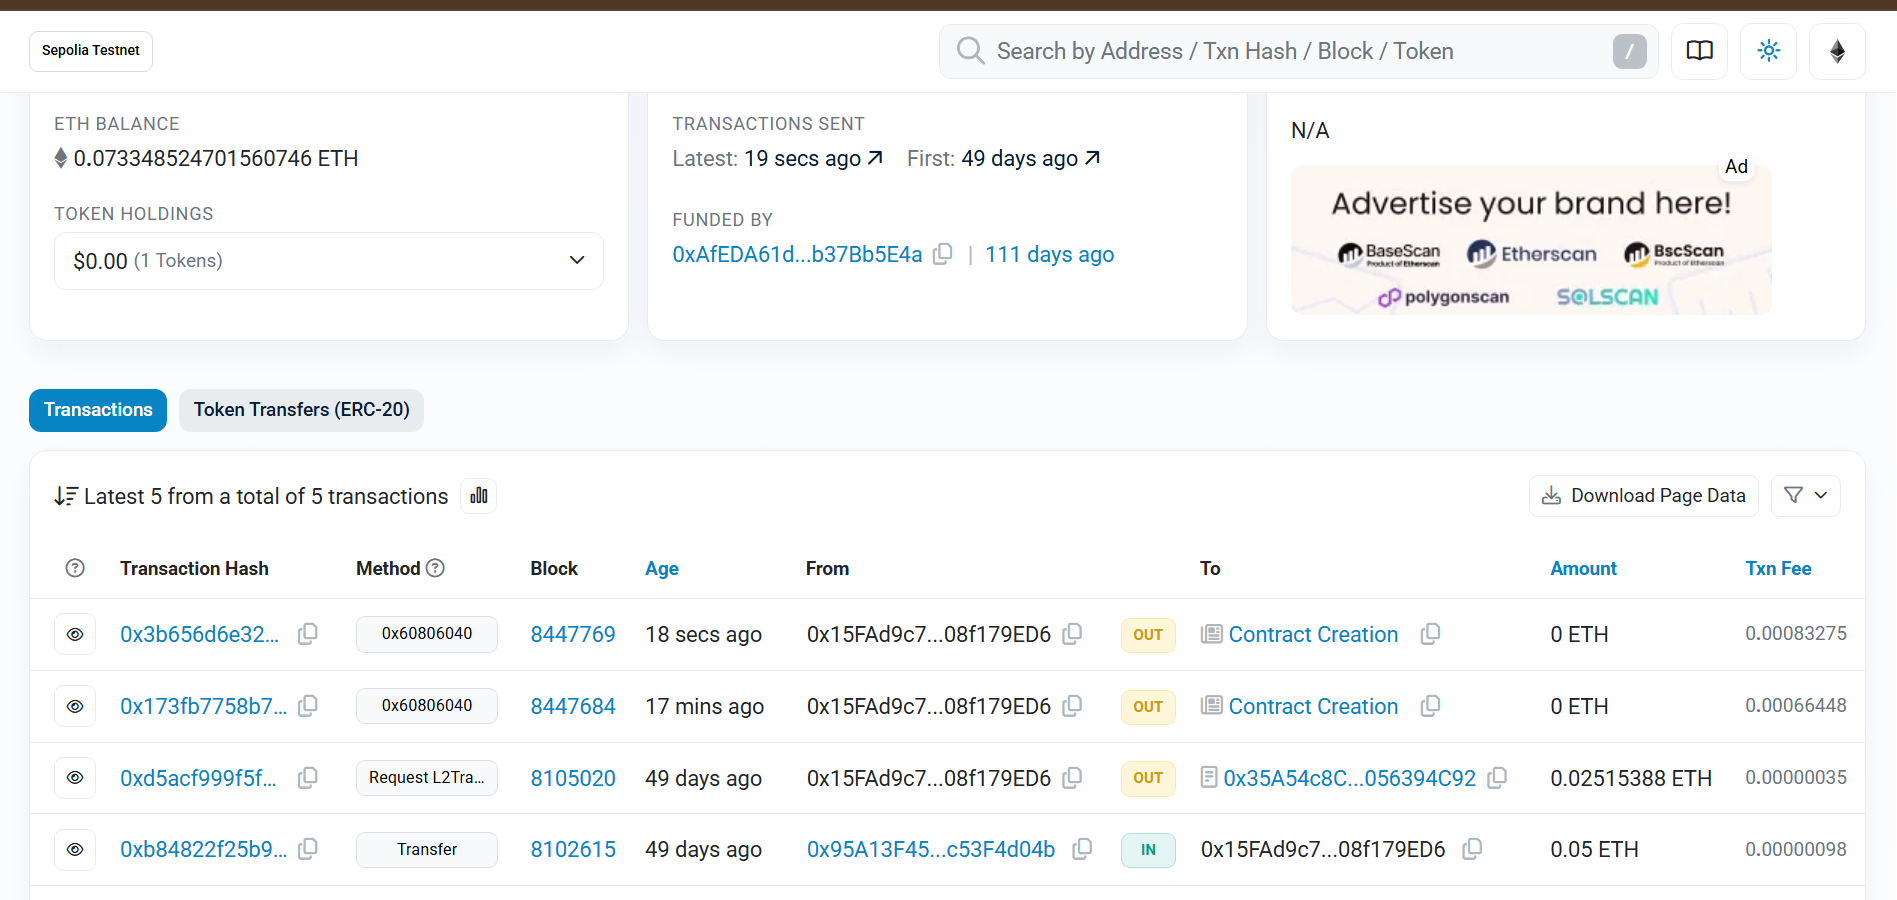 Sepolia Testnet
Search by Address / Txn Hash / Block / Token
/
ETH BALANCE
0.073348524701560746 ETH
TOKEN HOLDINGS
$0.00 (1 Tokens)
TRANSACTIONS SENT
Latest: 19 secs ago First: 49 days ago
FUNDED BY
0xAfEDA61d...b37Bb5E4a | 111 days ago
N/A
Ad
Advertise your brand here!
BaseScan Product of Etherscan Etherscan BscScan Product of Etherscan
polygonscan SOLSCAN
Transactions Token Transfers (ERC-20)
Latest 5 from a total of 5 transactions
Download Page Data
Transaction Hash Method Block Age From To Amount Txn Fee
0x3b656d6e32... 0x60806040 8447769 18 secs ago 0x15FAd9c7...08f179ED6 OUT Contract Creation 0 ETH 0.00083275
0x173fb7758b7... 0x60806040 8447684 17 mins ago 0x15FAd9c7...08f179ED6 OUT Contract Creation 0 ETH 0.00066448
0xd5acf999f5f... Request L2Tra... 8105020 49 days ago 0x15FAd9c7...08f179ED6 OUT 0x35A54c8C...056394C92 0.02515388 ETH 0.00000035
0xb84822f25b9... Transfer 8102615 49 days ago 0x95A13F45...c53F4d04b IN 0x15FAd9c7...08f179ED6 0.05 ETH 0.00000098